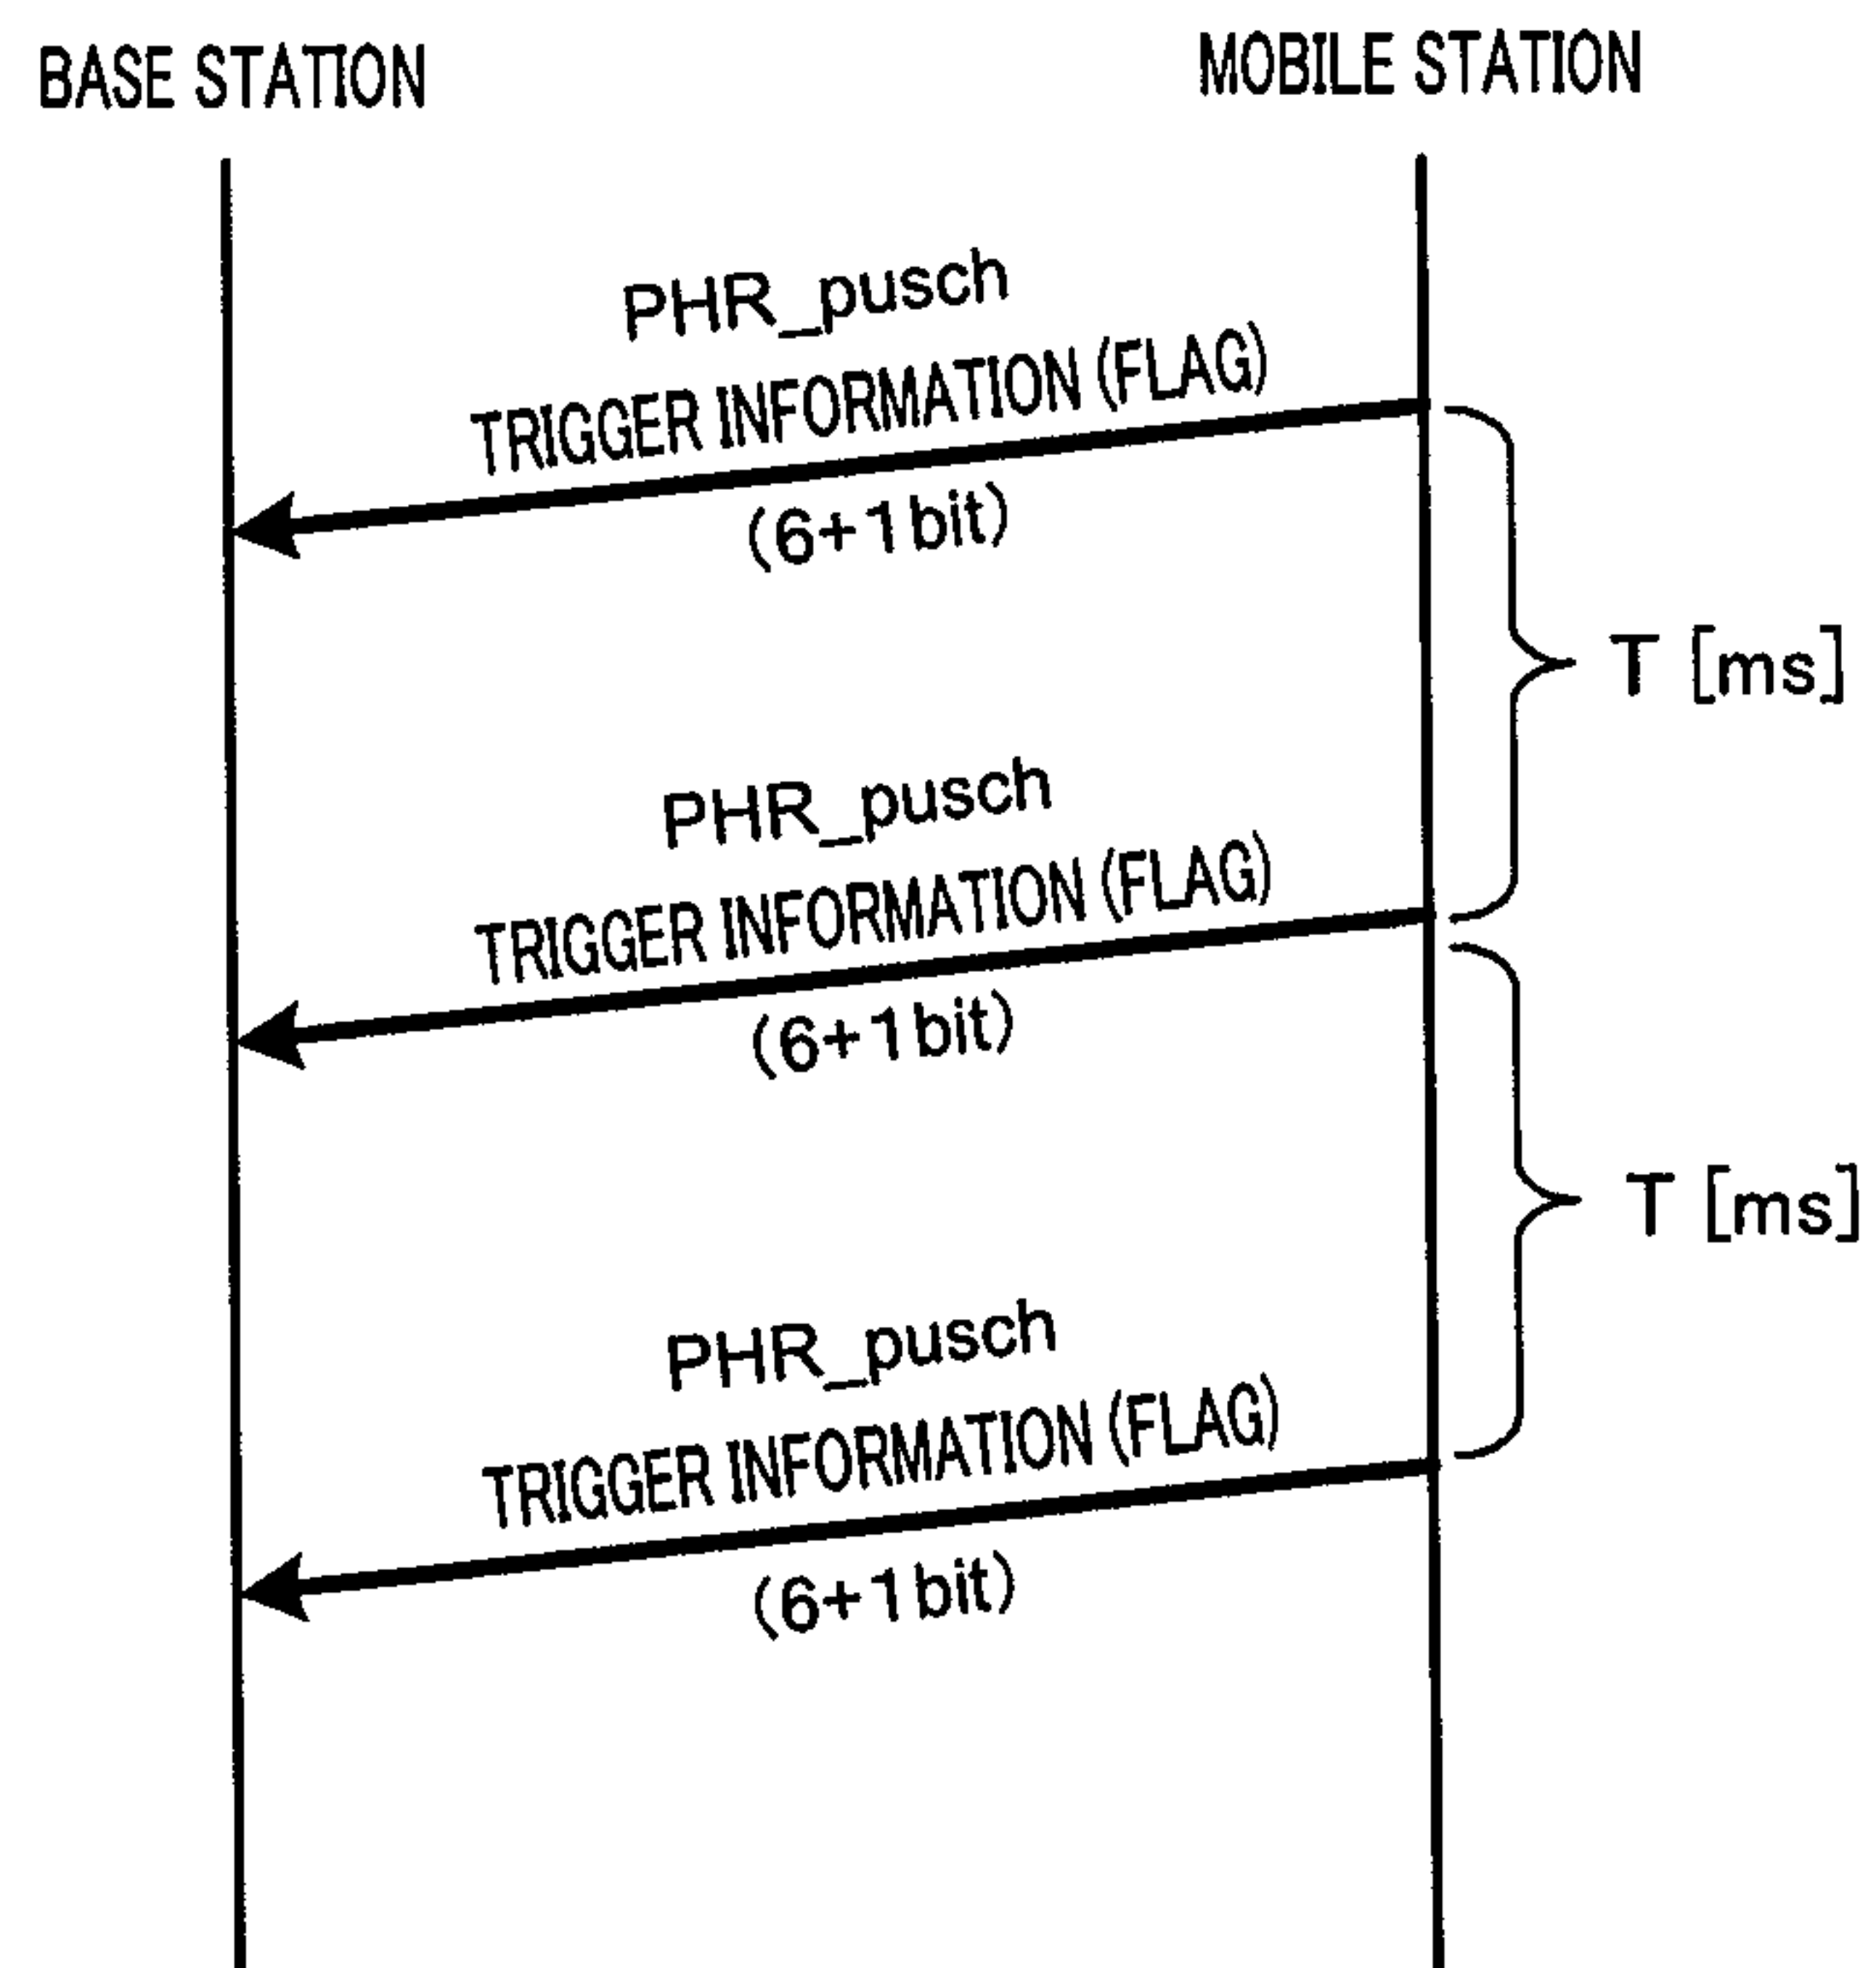 BASE STATION
MOBILE STATION
PHR_pusch
TRIGGER INFORMATION (FLAG)
(6+1bit)
T [ms]
PHR_pusch
TRIGGER INFORMATION (FLAG)
(6+1bit)
T [ms]
PHR_pusch
TRIGGER INFORMATION (FLAG)
(6+1bit)